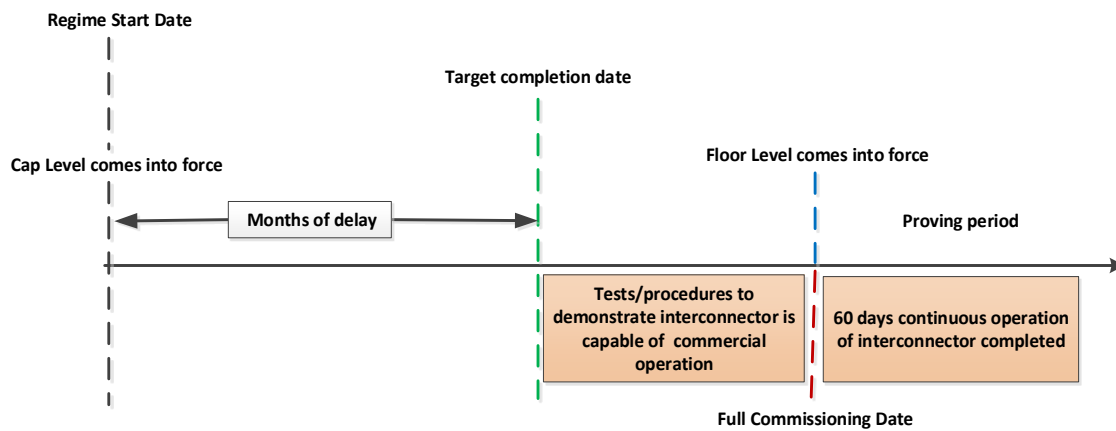 Regime Start Date
Target completion date
Cap Level comes into force
Floor Level comes into force
Months of delay
Proving period
Tests/procedures to
demonstrate interconnector is
capable of commercial
operation
60 days continuous operation
of interconnector completed
Full Commissioning Date